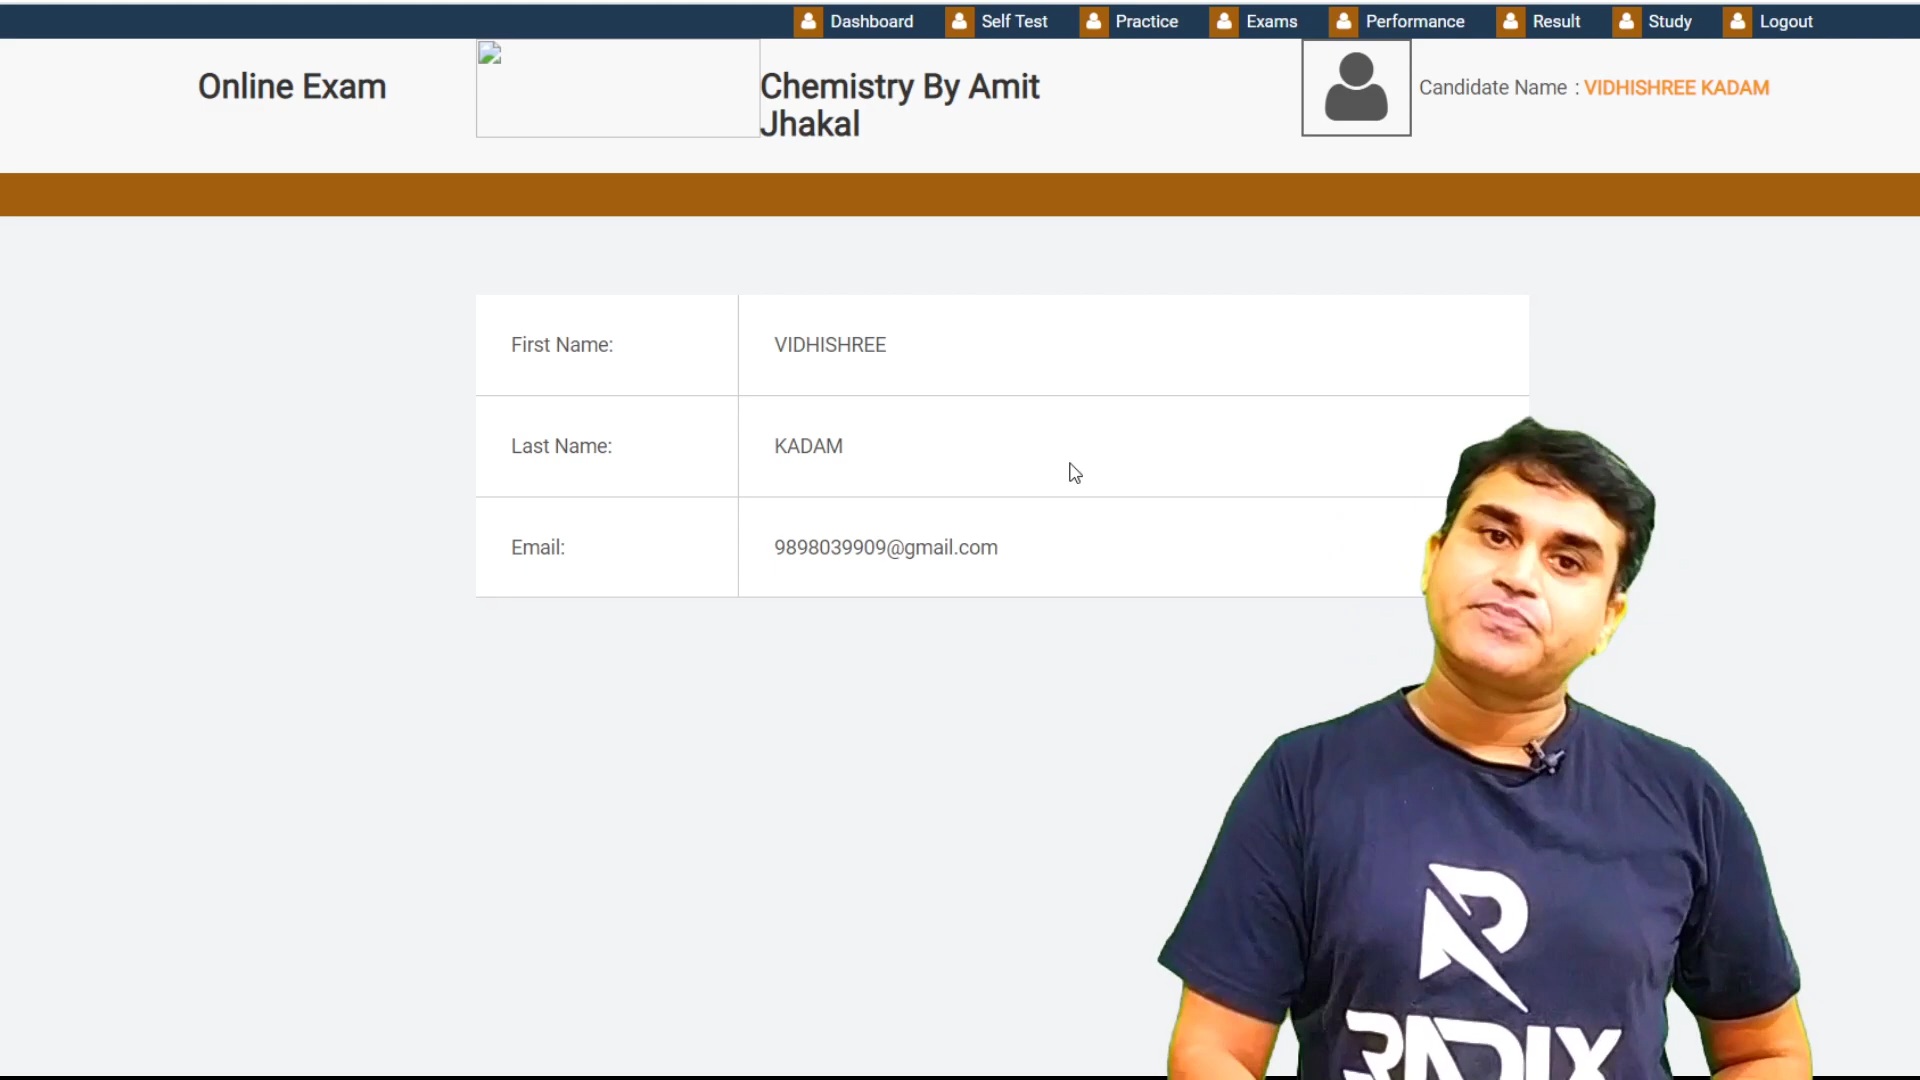 Dashboard Self Test Practice Exams Performance Result Study Logout
Online Exam
Chemistry By Amit
Jhakal
Candidate Name : VIDHISHREE KADAM
First Name: VIDHISHREE
Last Name: KADAM
Email: 9898039909@gmail.com
RADIX